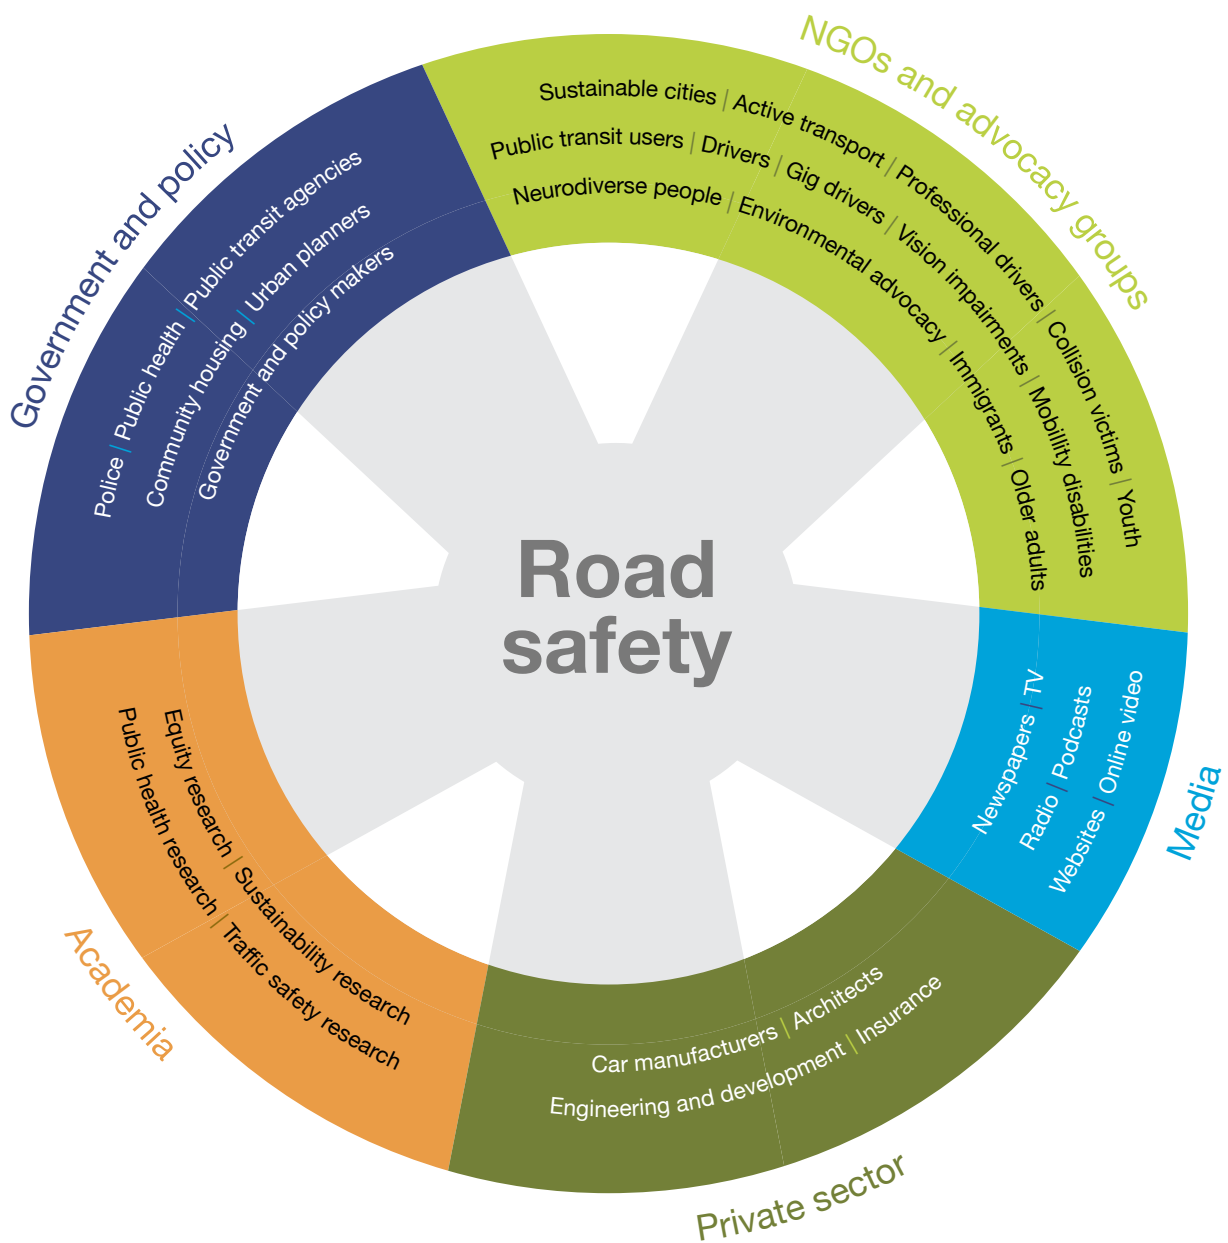 NGOs and advocacy groups
Sustainable cities | Active transport | Professional drivers | Collision victims | Youth
Public transit users | Drivers | Gig drivers | Vision impairments | Mobillity disabilities
Neurodiverse people | Environmental advocacy | Immigrants | Older adults
Media
Newspapers | TV
Radio | Podcasts
Websites | Online video
Private sector
Car manufacturers | Architects
Engineering and development | Insurance
Academia
Equity research | Sustainability research
Public health research | Traffic safety research
Government and policy
Police | Public health | Public transit agencies
Community housing | Urban planners
Government and policy makers
Road
safety